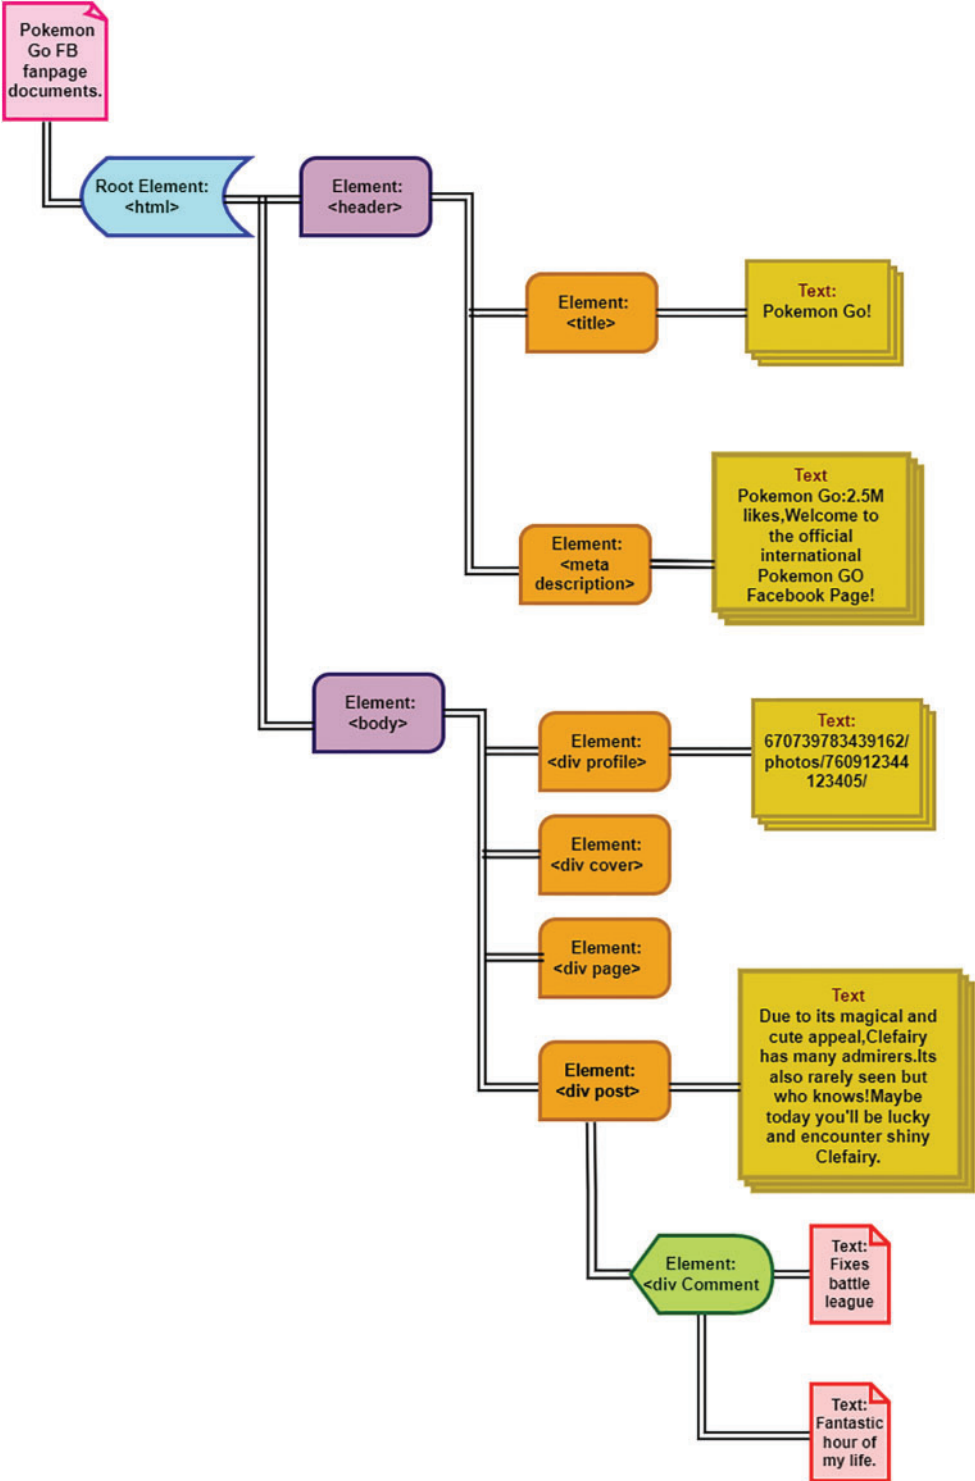 Pokemon
Go FB
fanpage
documents.
Root Element:
<html>
Element:
<header>
Element:
<title>
Text:
Pokemon Go!
Element:
<meta
description>
Text
Pokemon Go:2.5M
likes,Welcome to
the official
international
Pokemon GO
Facebook Page!
Element:
<body>
Element:
<div profile>
Text:
670739783439162/
photos/760912344
123405/
Element:
<div cover>
Element:
<div page>
Element:
<div post>
Text
Due to its magical and
cute appeal,Clefairy
has many admirers.Its
also rarely seen but
who knows!Maybe
today you'll be lucky
and encounter shiny
Clefairy.
Element:
<div Comment
Text:
Fixes
battle
league
Text:
Fantastic
hour of
my life.